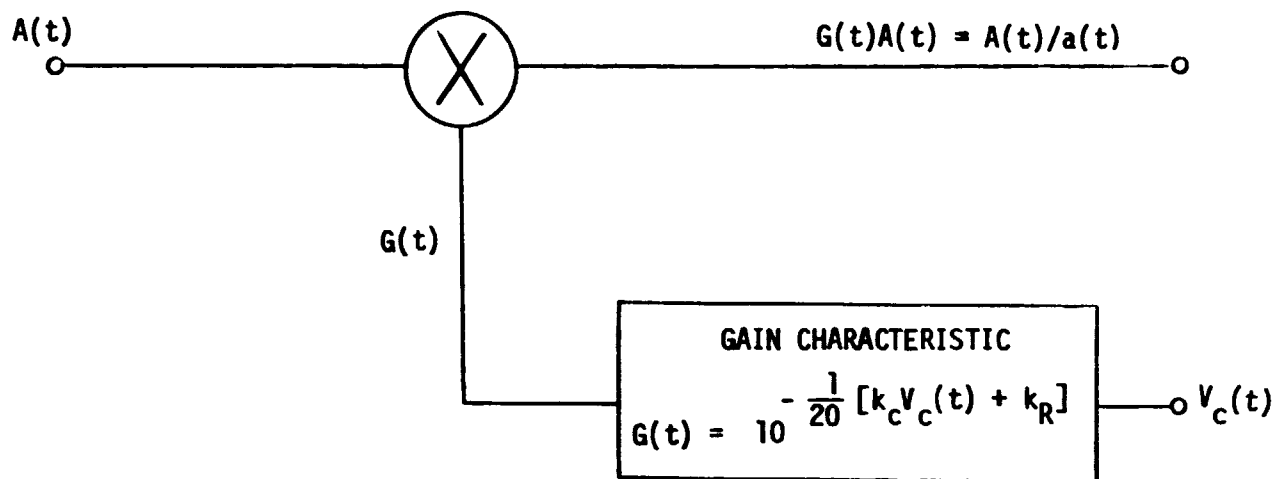 A(t)
G(t)A(t) = A(t)/a(t)
X
G(t)
GAIN CHARACTERISTIC
G(t) = 10^{- 1/20 [k_c V_c(t) + k_R]}
V_c(t)